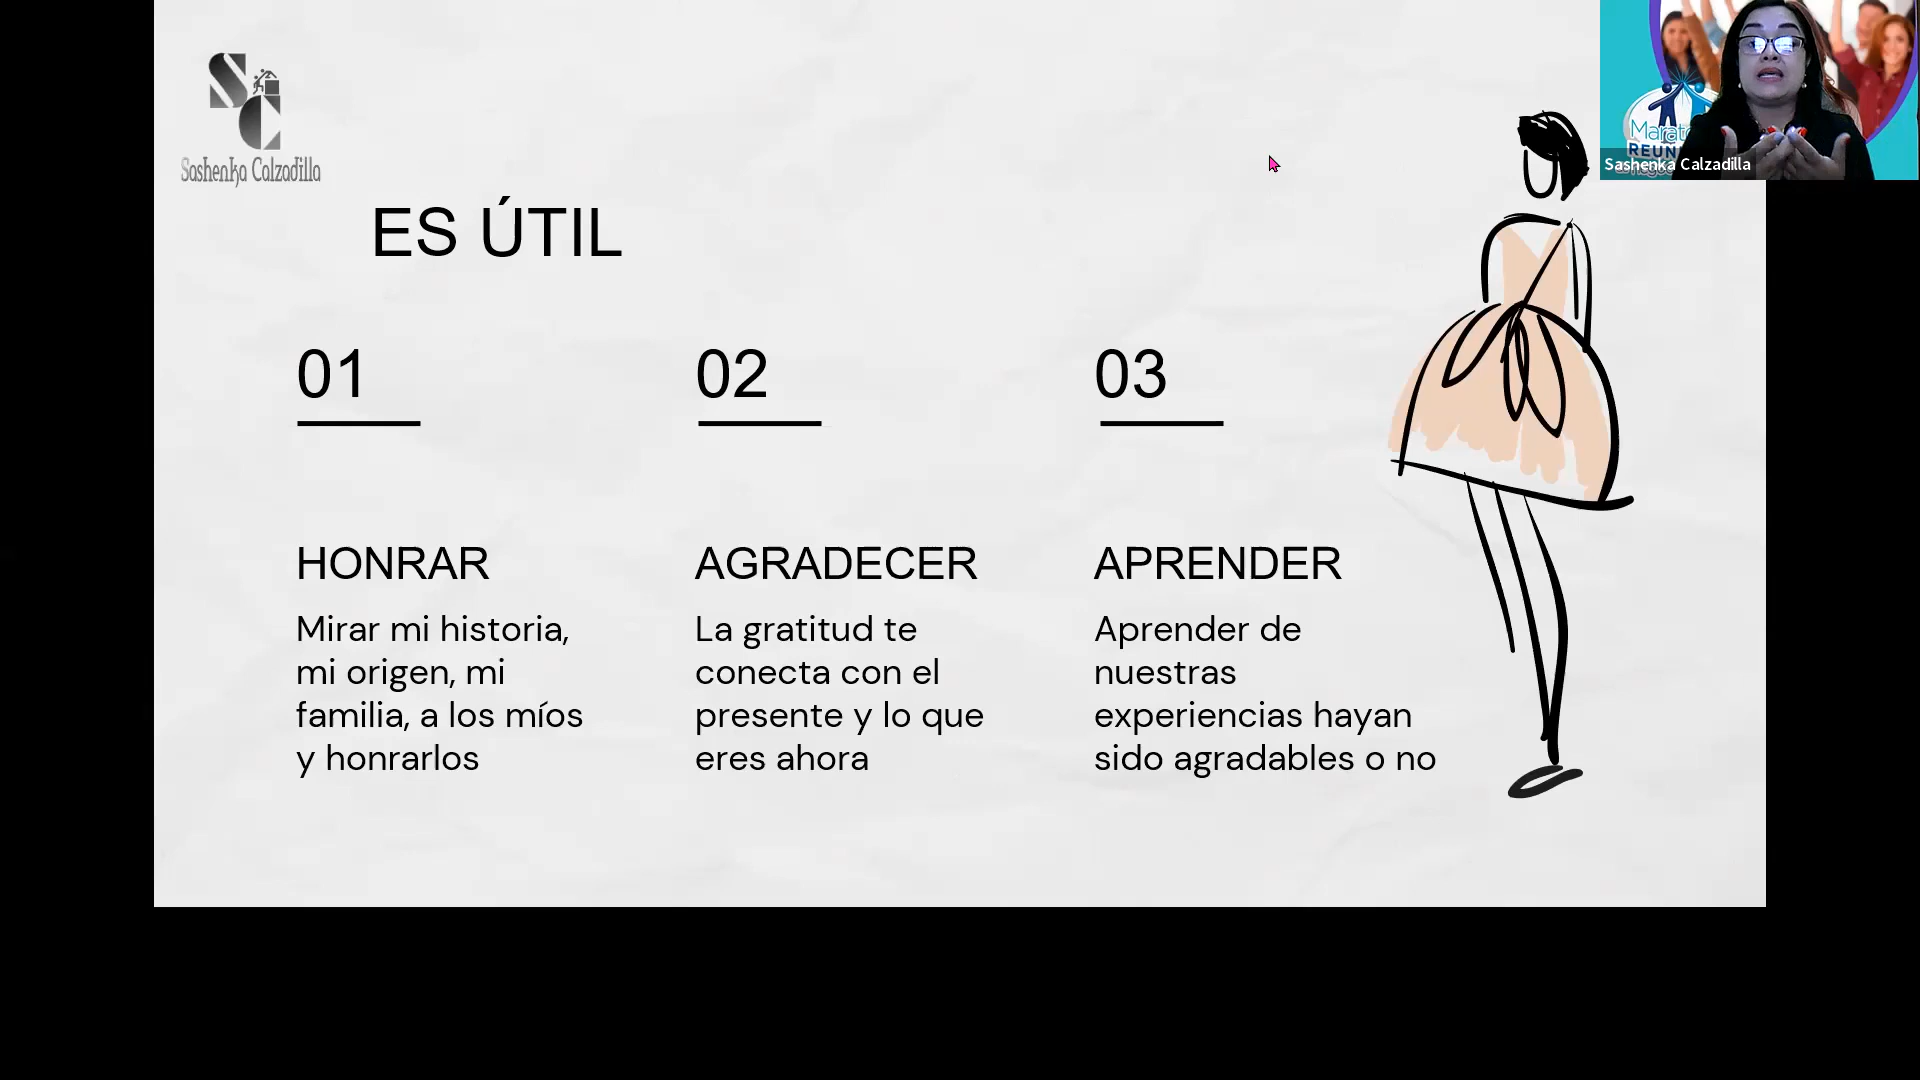 SC
Sashenka Calzadilla
ES ÚTIL
01
HONRAR
Mirar mi historia,
mi origen, mi
familia, a los míos
y honrarlos
02
AGRADECER
La gratitud te
conecta con el
presente y lo que
eres ahora
03
APRENDER
Aprender de
nuestras
experiencias hayan
sido agradables o no
Sashenka Calzadilla